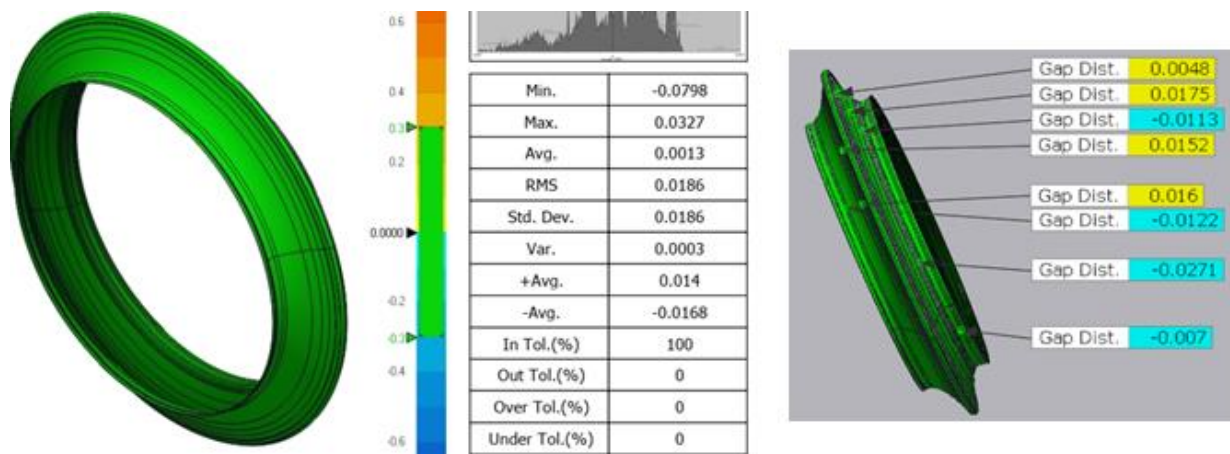 0.6
0.4
0.3
0.2
0.0000
-0.2
-0.3
-0.4
-0.6
Min. -0.0798
Max. 0.0327
Avg. 0.0013
RMS 0.0186
Std. Dev. 0.0186
Var. 0.0003
+Avg. 0.014
-Avg. -0.0168
In Tol.(%) 100
Out Tol.(%) 0
Over Tol.(%) 0
Under Tol.(%) 0
Gap Dist. 0.0048
Gap Dist. 0.0175
Gap Dist. -0.0113
Gap Dist. 0.0152
Gap Dist. 0.016
Gap Dist. -0.0122
Gap Dist. -0.0271
Gap Dist. -0.007